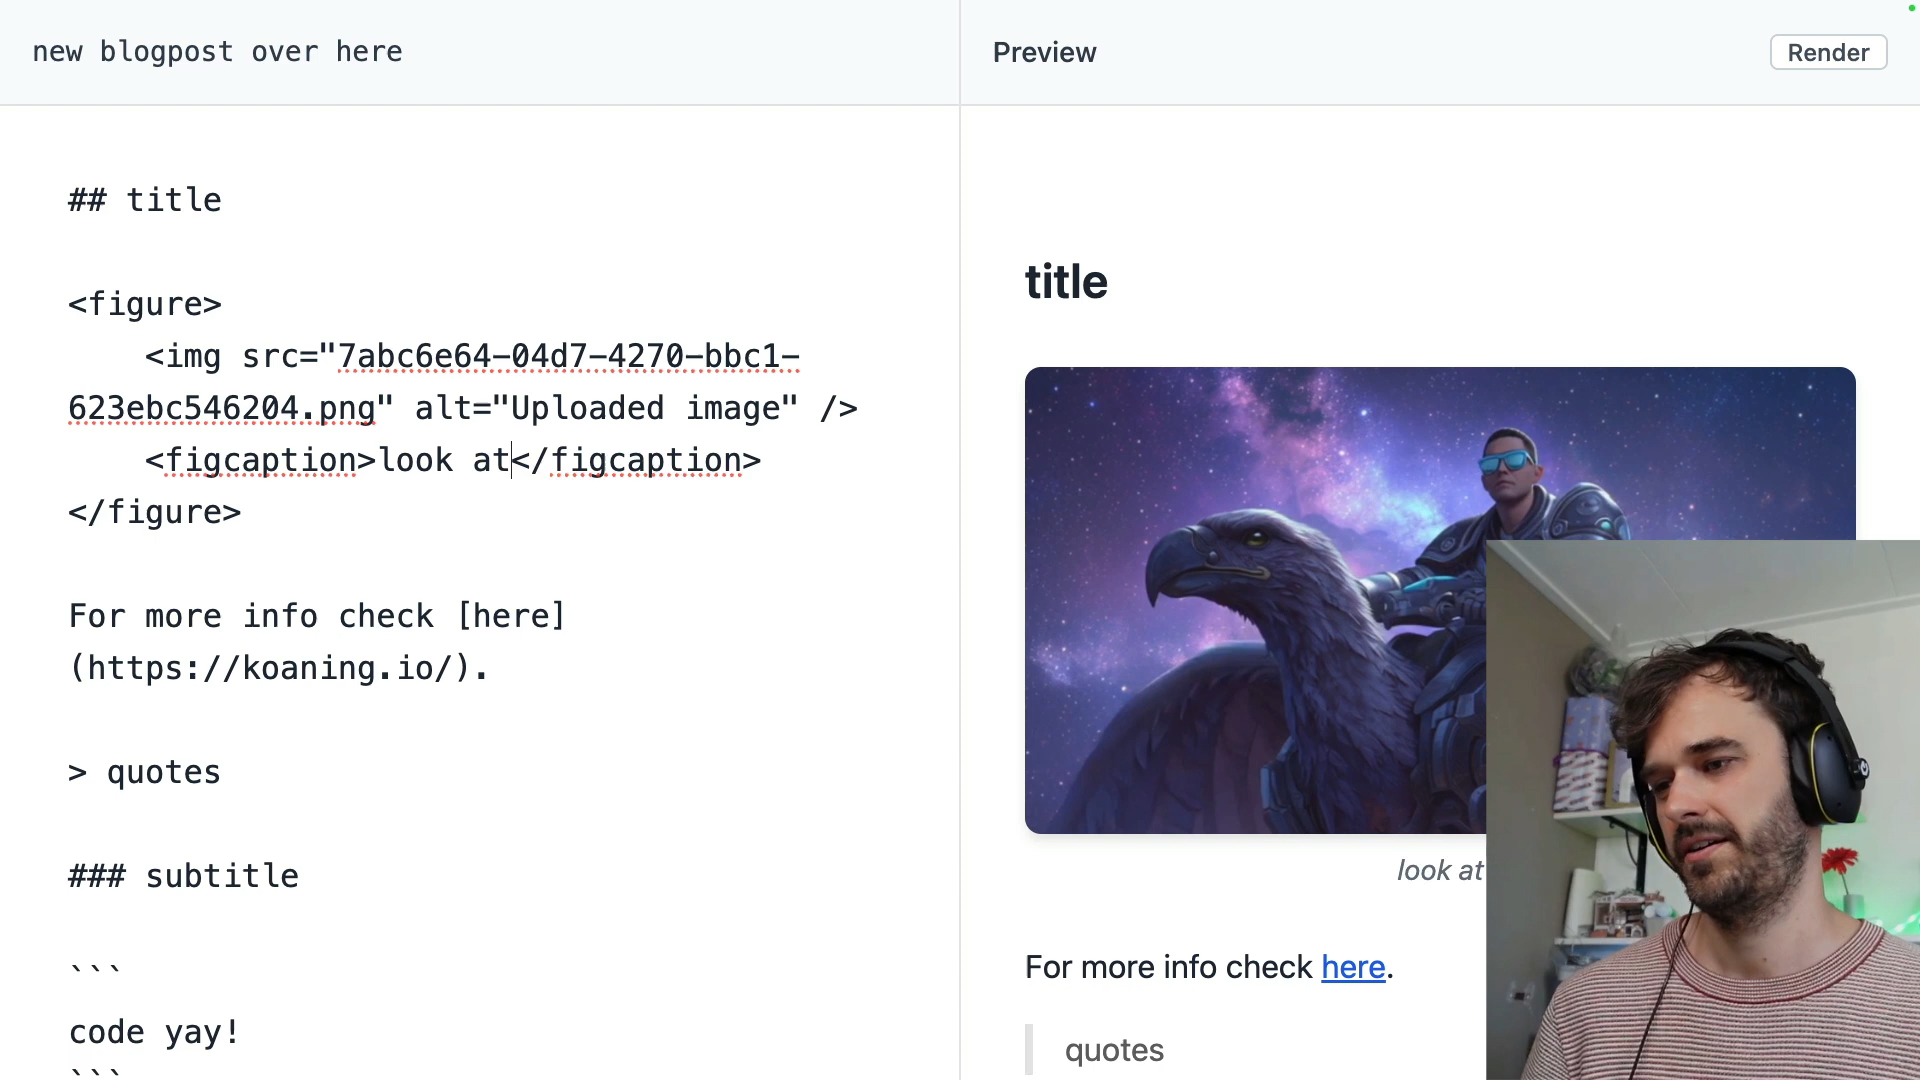 new blogpost over here
Preview
Render
## title
<figure>
<img src="7abc6e64-04d7-4270-bbc1-
623ebc546204.png" alt="Uploaded image" />
<figcaption>look at</figcaption>
</figure>
For more info check [here]
(https://koaning.io/).
> quotes
### subtitle
```
code yay!
```
title
look at
For more info check here.
quotes